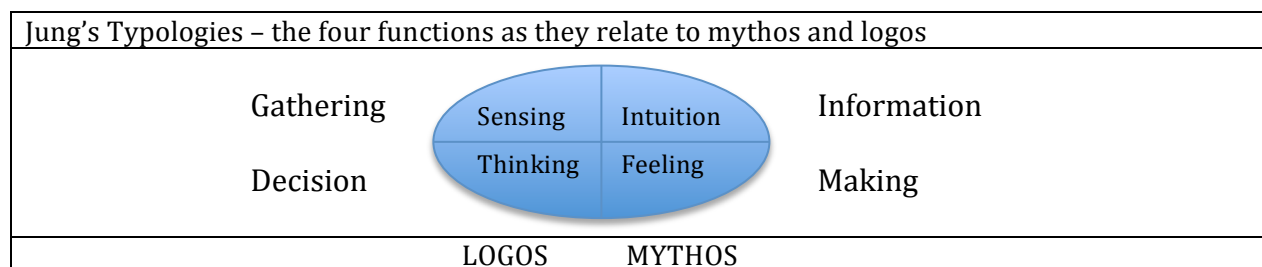 Jung's Typologies – the four functions as they relate to mythos and logos
Gathering Sensing Intuition Information
Decision Thinking Feeling Making
LOGOS MYTHOS